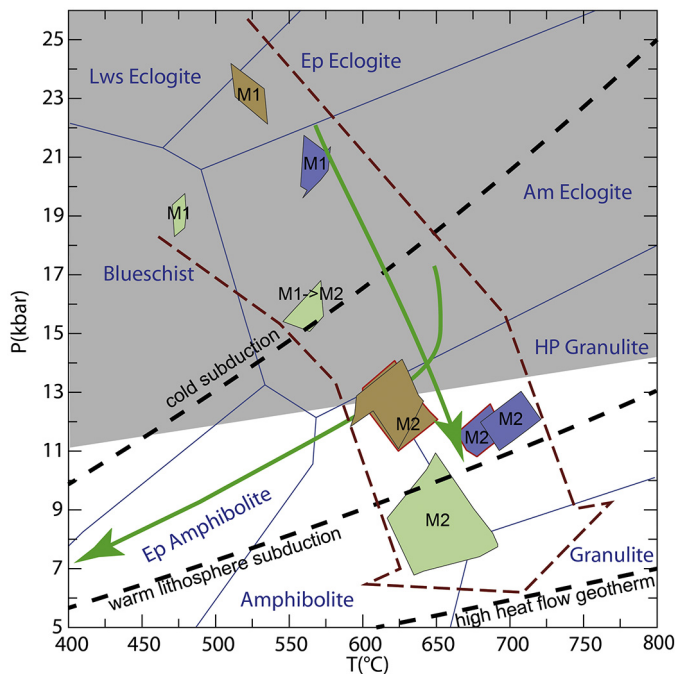 25
23
21
19
17
15
13
11
9
7
5
P(kbar)
Lws Eclogite
Ep Eclogite
M1
M1
M1
Am Eclogite
Blueschist
M1->M2
cold subduction
HP Granulite
M2
M2
M2
M2
Ep Amphibolite
warm lithosphere subduction
Granulite
Amphibolite
high heat flow geotherm
400 450 500 550 600 650 700 750 800
T(°C)